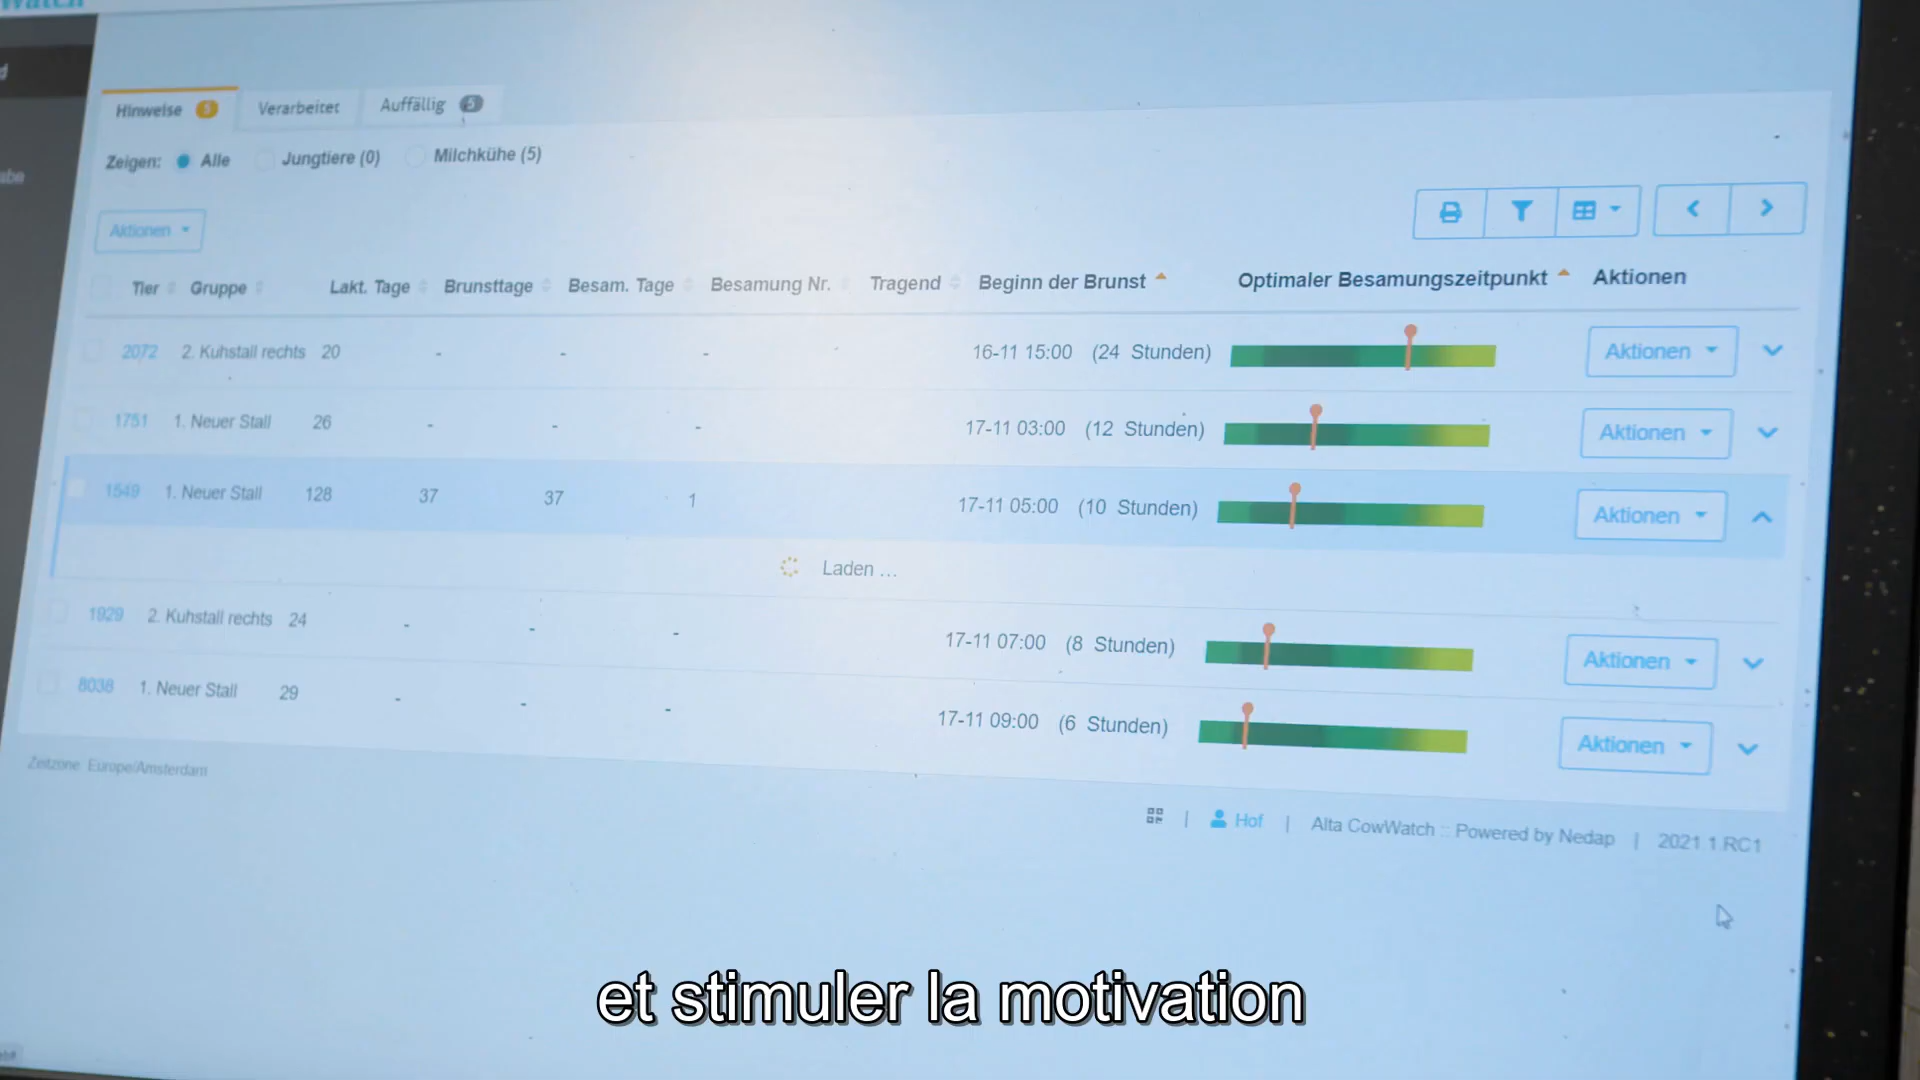 Watch
Hinweise 5 Verarbeitet Auffällig 5
Zeigen: Alle Jungtiere (0) Milchkühe (5)
Aktionen
Tier Gruppe Lakt. Tage Brunsttage Besam. Tage Besamung Nr. Tragend Beginn der Brunst Optimaler Besamungszeitpunkt Aktionen
2072 2. Kuhstall rechts 20 - - - - 16-11 15:00 (24 Stunden) Aktionen
1751 1. Neuer Stall 26 - - - 17-11 03:00 (12 Stunden) Aktionen
1549 1. Neuer Stall 128 37 37 1 17-11 05:00 (10 Stunden) Aktionen
Laden ...
1929 2. Kuhstall rechts 24 - - - 17-11 07:00 (8 Stunden) Aktionen
8038 1. Neuer Stall 29 - - - 17-11 09:00 (6 Stunden) Aktionen
Zeitzone Europe/Amsterdam
| Hof | Alta CowWatch :: Powered by Nedap | 2021.1.RC1
et stimuler la motivation